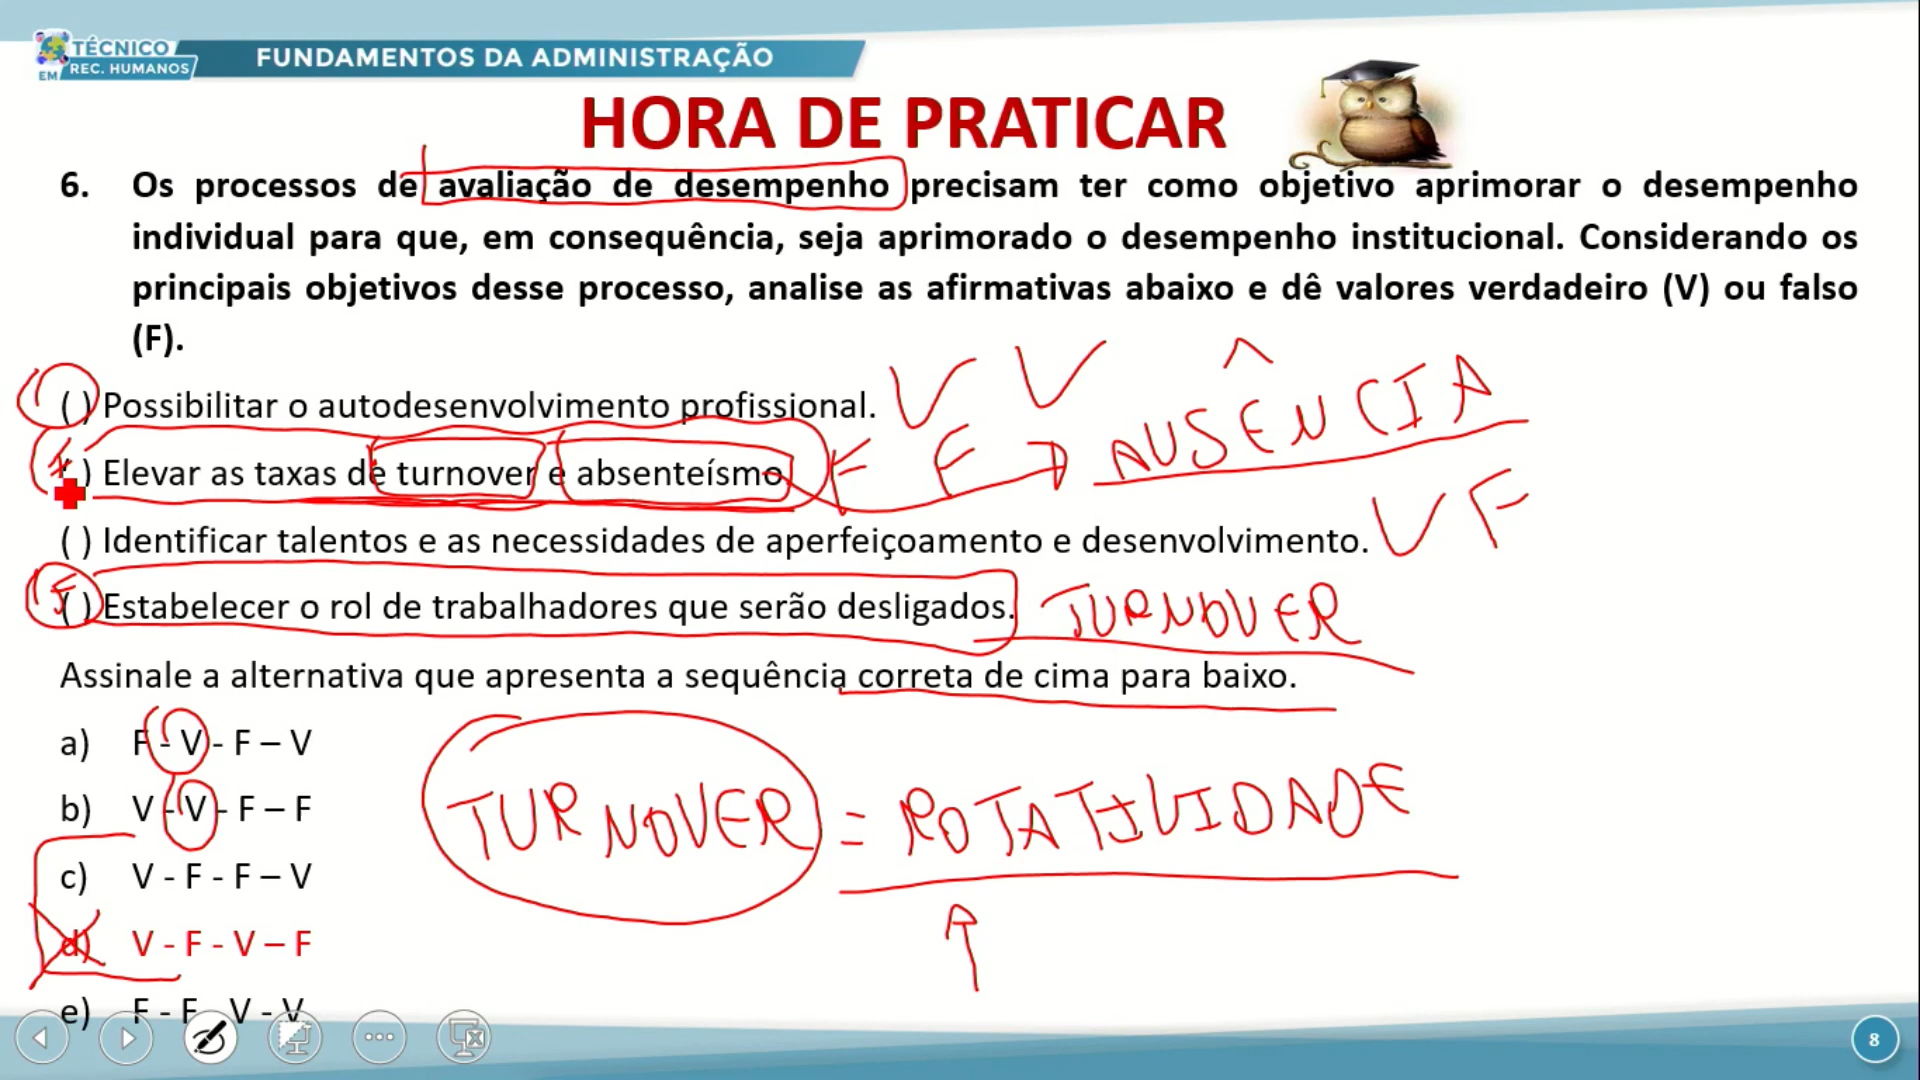 TÉCNICO
EM REC. HUMANOS
FUNDAMENTOS DA ADMINISTRAÇÃO
HORA DE PRATICAR
6. Os processos de avaliação de desempenho precisam ter como objetivo aprimorar o desempenho
individual para que, em consequência, seja aprimorado o desempenho institucional. Considerando os
principais objetivos desse processo, analise as afirmativas abaixo e dê valores verdadeiro (V) ou falso
(F).
( ) Possibilitar o autodesenvolvimento profissional. V V
AUSÊNCIA
F ( ) Elevar as taxas de turnover e absenteísmo. F F
( ) Identificar talentos e as necessidades de aperfeiçoamento e desenvolvimento. V F
F ( ) Estabelecer o rol de trabalhadores que serão desligados. TURNOVER
Assinale a alternativa que apresenta a sequência correta de cima para baixo.
a) F - V - F – V
b) V - V - F – F
TURNOVER = ROTATIVIDADE
c) V - F - F – V
d) V - F - V – F
e) F - F - V - V
8